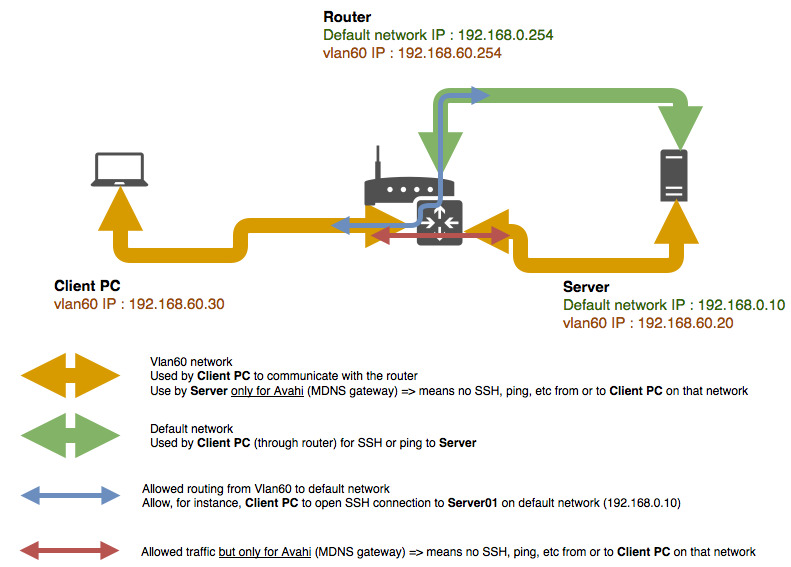 Router
Default network IP : 192.168.0.254
vlan60 IP : 192.168.60.254
Client PC
vlan60 IP : 192.168.60.30
Server
Default network IP : 192.168.0.10
vlan60 IP : 192.168.60.20
Vlan60 network
Used by Client PC to communicate with the router
Use by Server only for Avahi (MDNS gateway) => means no SSH, ping, etc from or to Client PC on that network
Default network
Used by Client PC (through router) for SSH or ping to Server
Allowed routing from Vlan60 to default network
Allow, for instance, Client PC to open SSH connection to Server01 on default network (192.168.0.10)
Allowed traffic but only for Avahi (MDNS gateway) => means no SSH, ping, etc from or to Client PC on that network